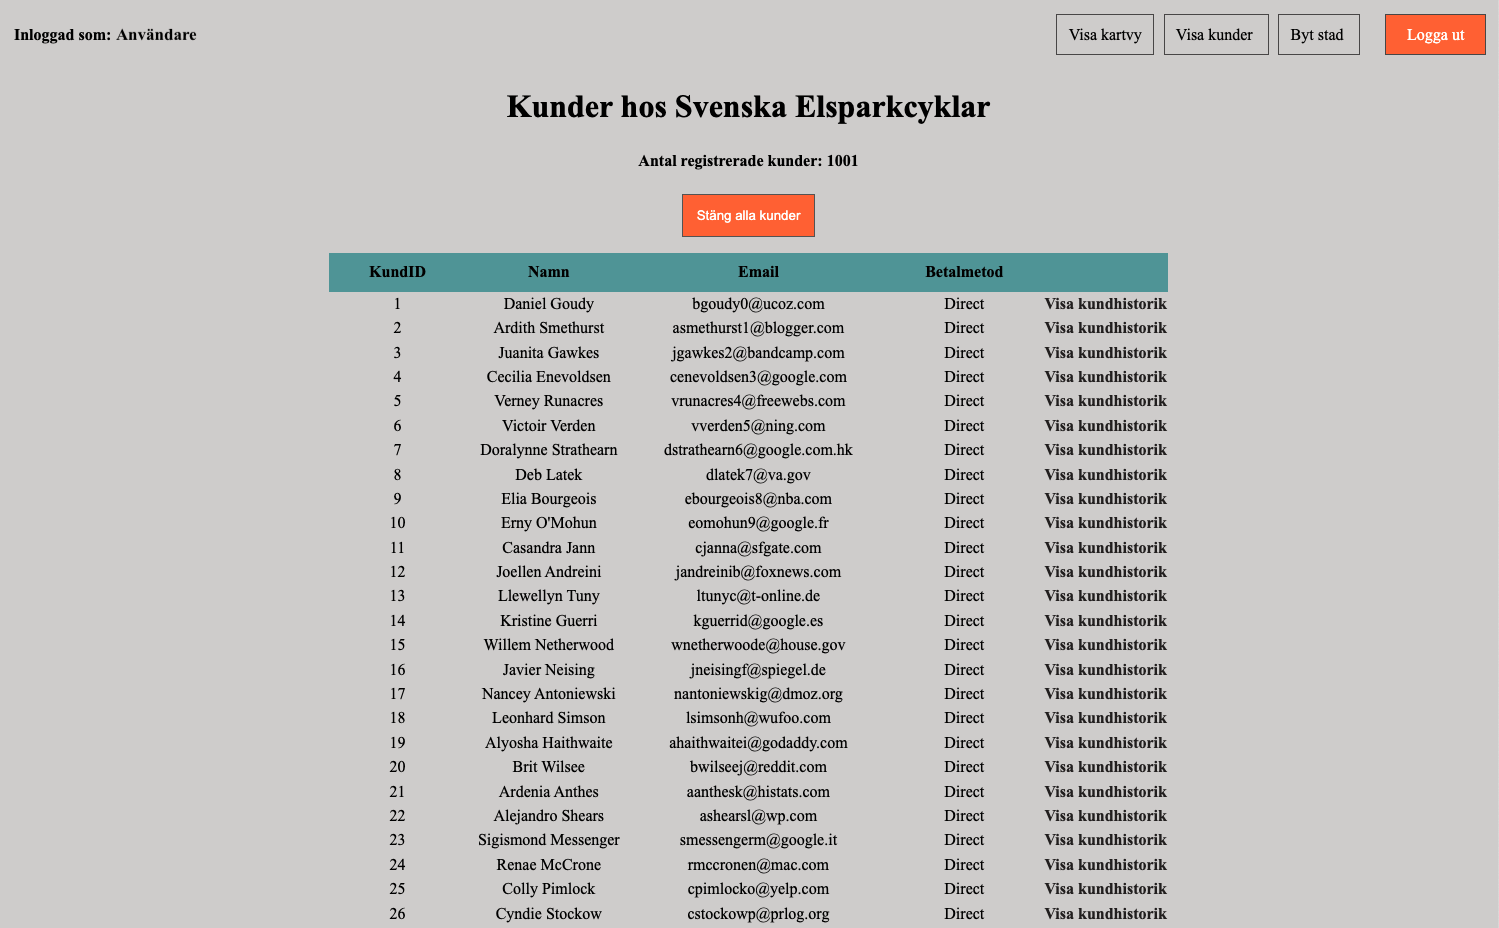 Inloggad som: Användare
Visa kartvy Visa kunder Byt stad Logga ut
Kunder hos Svenska Elsparkcyklar
Antal registrerade kunder: 1001
Stäng alla kunder
KundID Namn Email Betalmetod
1 Daniel Goudy bgoudy0@ucoz.com Direct Visa kundhistorik
2 Ardith Smethurst asmethurst1@blogger.com Direct Visa kundhistorik
3 Juanita Gawkes jgawkes2@bandcamp.com Direct Visa kundhistorik
4 Cecilia Enevoldsen cenevoldsen3@google.com Direct Visa kundhistorik
5 Verney Runacres vrunacres4@freewebs.com Direct Visa kundhistorik
6 Victoir Verden vverden5@ning.com Direct Visa kundhistorik
7 Doralynne Strathearn dstrathearn6@google.com.hk Direct Visa kundhistorik
8 Deb Latek dlatek7@va.gov Direct Visa kundhistorik
9 Elia Bourgeois ebourgeois8@nba.com Direct Visa kundhistorik
10 Erny O'Mohun eomohun9@google.fr Direct Visa kundhistorik
11 Casandra Jann cjanna@sfgate.com Direct Visa kundhistorik
12 Joellen Andreini jandreinib@foxnews.com Direct Visa kundhistorik
13 Llewellyn Tuny ltunyc@t-online.de Direct Visa kundhistorik
14 Kristine Guerri kguerrid@google.es Direct Visa kundhistorik
15 Willem Netherwood wnetherwoode@house.gov Direct Visa kundhistorik
16 Javier Neising jneisingf@spiegel.de Direct Visa kundhistorik
17 Nancey Antoniewski nantoniewskig@dmoz.org Direct Visa kundhistorik
18 Leonhard Simson lsimsonh@wufoo.com Direct Visa kundhistorik
19 Alyosha Haithwaite ahaithwaitei@godaddy.com Direct Visa kundhistorik
20 Brit Wilsee bwilseej@reddit.com Direct Visa kundhistorik
21 Ardenia Anthes aanthesk@histats.com Direct Visa kundhistorik
22 Alejandro Shears ashearsl@wp.com Direct Visa kundhistorik
23 Sigismond Messenger smessengerm@google.it Direct Visa kundhistorik
24 Renae McCrone rmccronen@mac.com Direct Visa kundhistorik
25 Colly Pimlock cpimlocko@yelp.com Direct Visa kundhistorik
26 Cyndie Stockow cstockowp@prlog.org Direct Visa kundhistorik